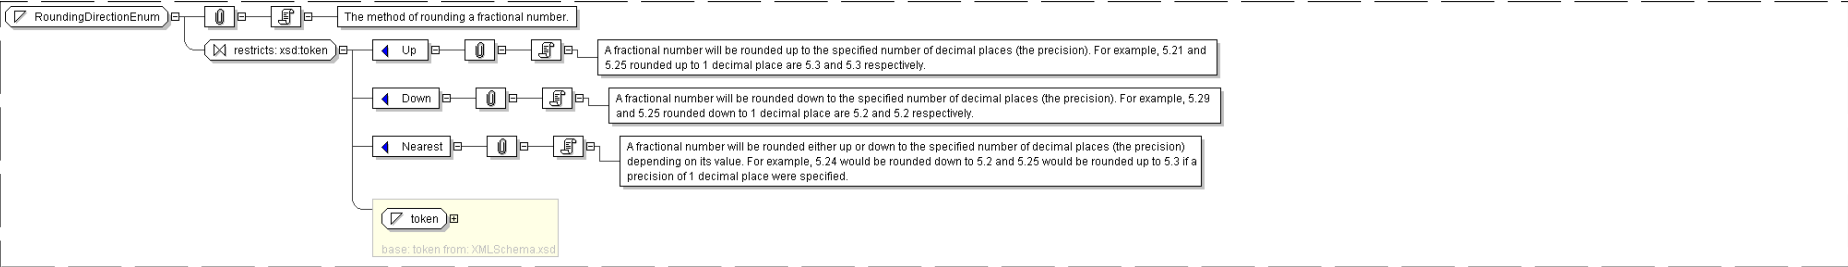 RoundingDirectionEnum
The method of rounding a fractional number.
restricts: xsd:token
Up
A fractional number will be rounded up to the specified number of decimal places (the precision). For example, 5.21 and
5.25 rounded up to 1 decimal place are 5.3 and 5.3 respectively.
Down
A fractional number will be rounded down to the specified number of decimal places (the precision). For example, 5.29
and 5.25 rounded down to 1 decimal place are 5.2 and 5.2 respectively.
Nearest
A fractional number will be rounded either up or down to the specified number of decimal places (the precision)
depending on its value. For example, 5.24 would be rounded down to 5.2 and 5.25 would be rounded up to 5.3 if a
precision of 1 decimal place were specified.
token
base: token from: XMLSchema.xsd